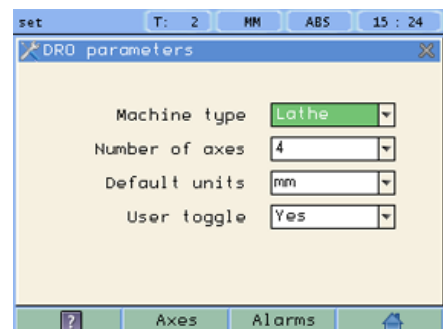 set T: 2 MM ABS 15 : 24
DRO parameters
Machine type Lathe
Number of axes 4
Default units mm
User toggle Yes
? Axes Alarms